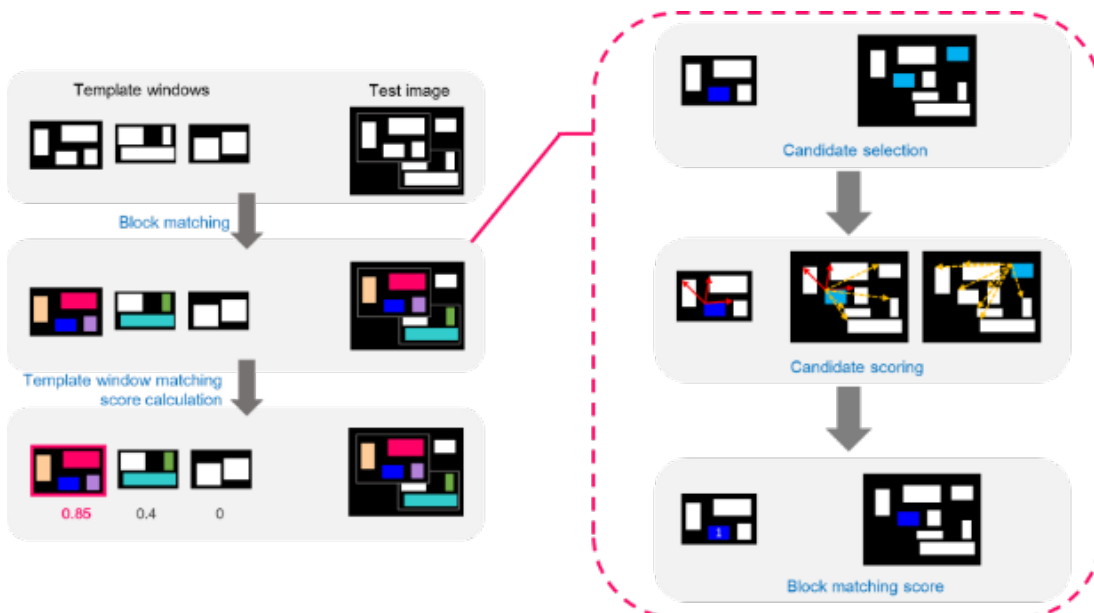 Template windows
Test image
Block matching
Template window matching
score calculation
0.85
0.4
0
Candidate selection
Candidate scoring
1
Block matching score